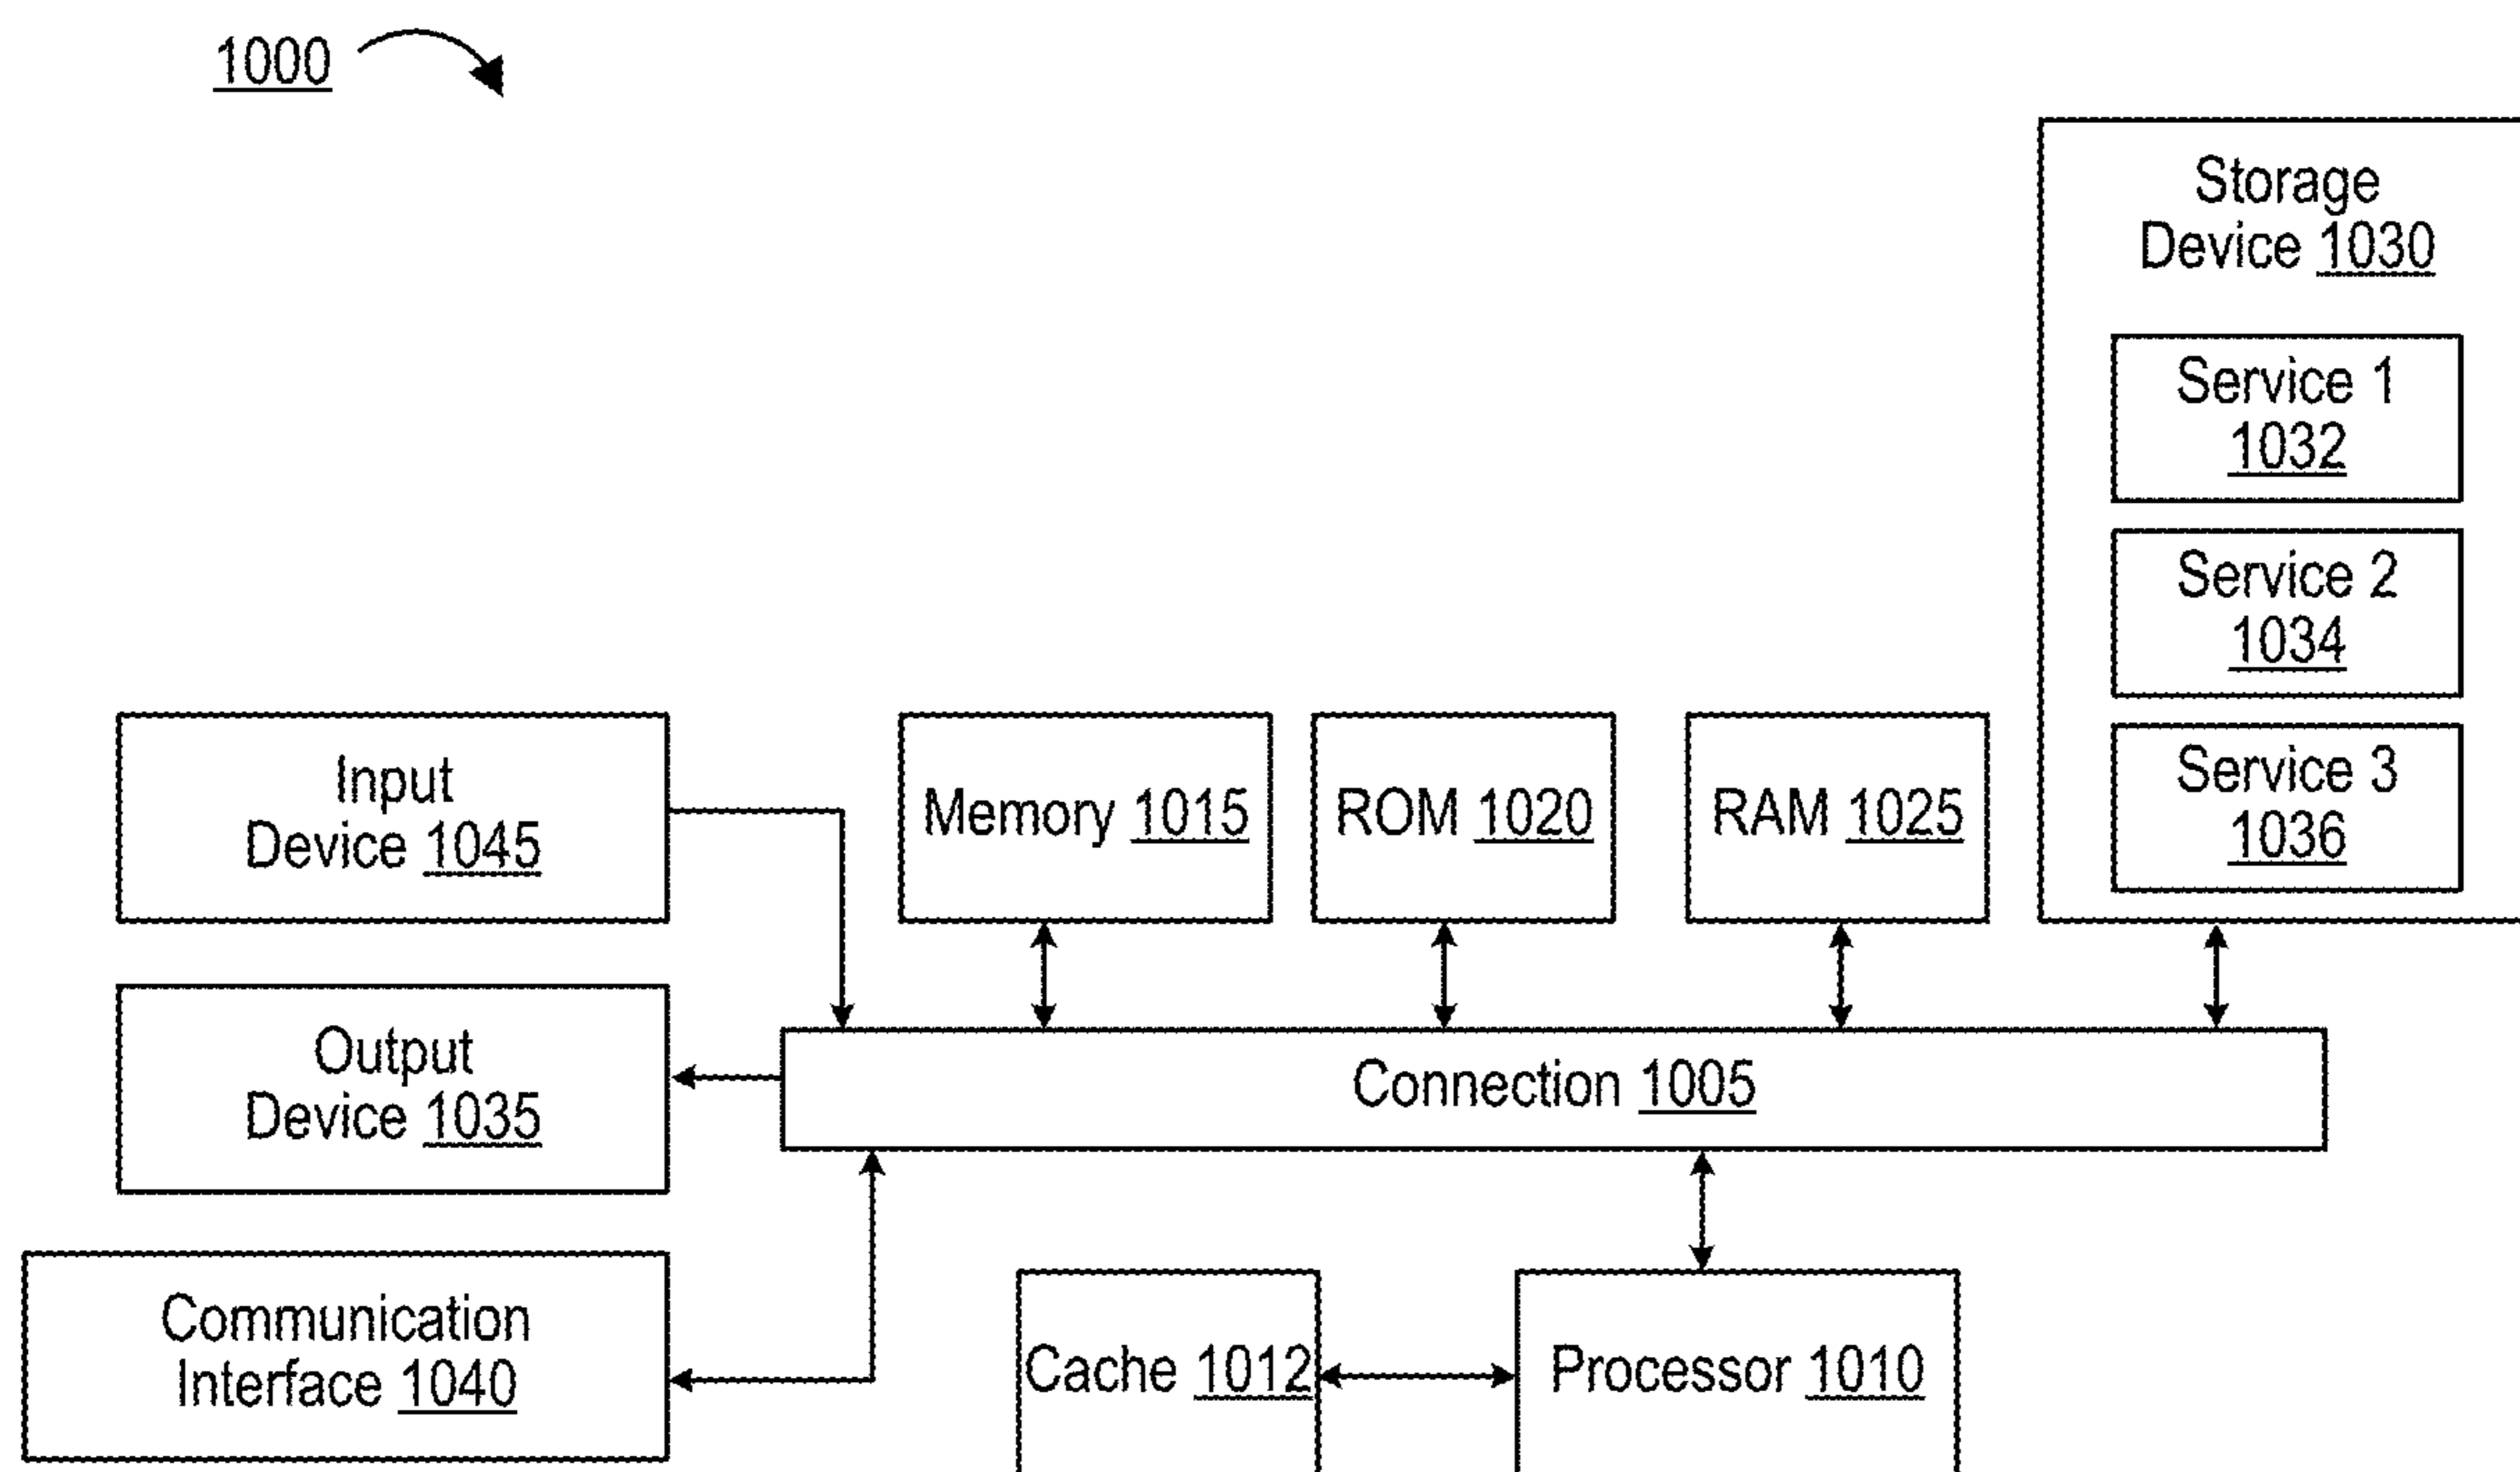 1000
Storage
Device 1030
Service 1
1032
Service 2
1034
Service 3
1036
Input
Device 1045
Memory 1015
ROM 1020
RAM 1025
Output
Device 1035
Connection 1005
Communication
Interface 1040
Cache 1012
Processor 1010